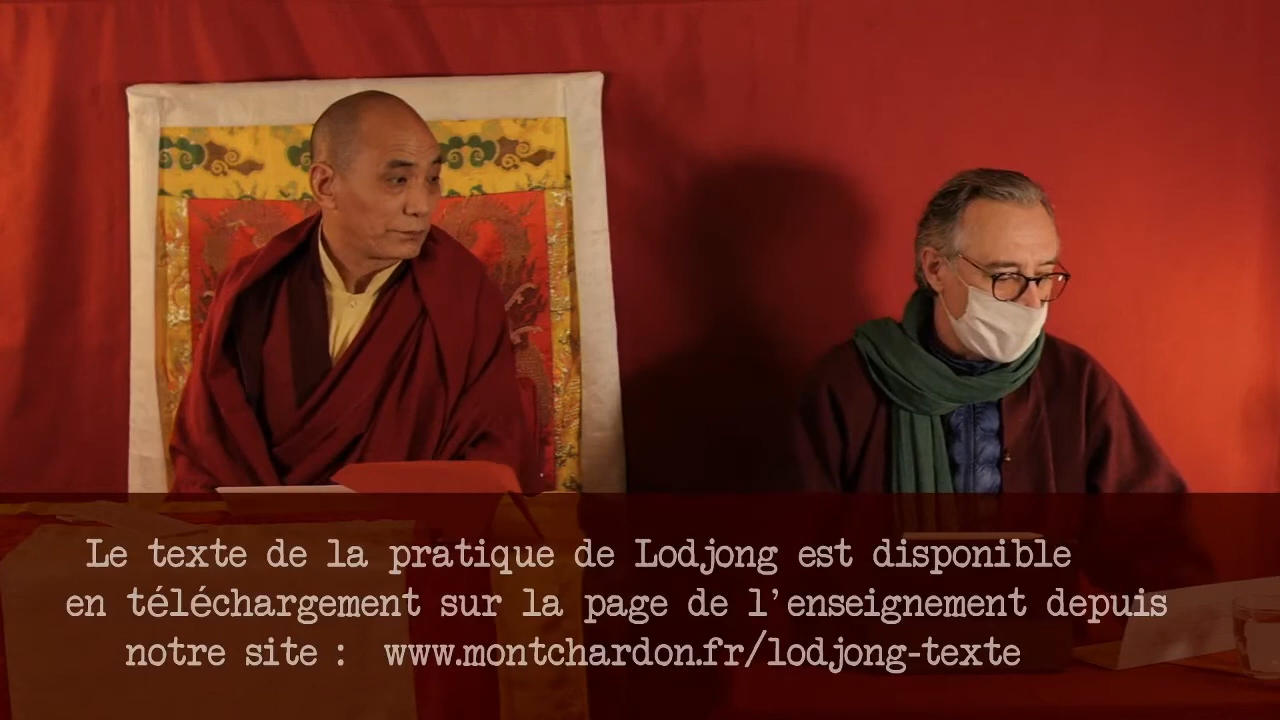 Le texte de la pratique de Lodjong est disponible
en téléchargement sur la page de l'enseignement depuis
notre site : www.montchardon.fr/lodjong-texte